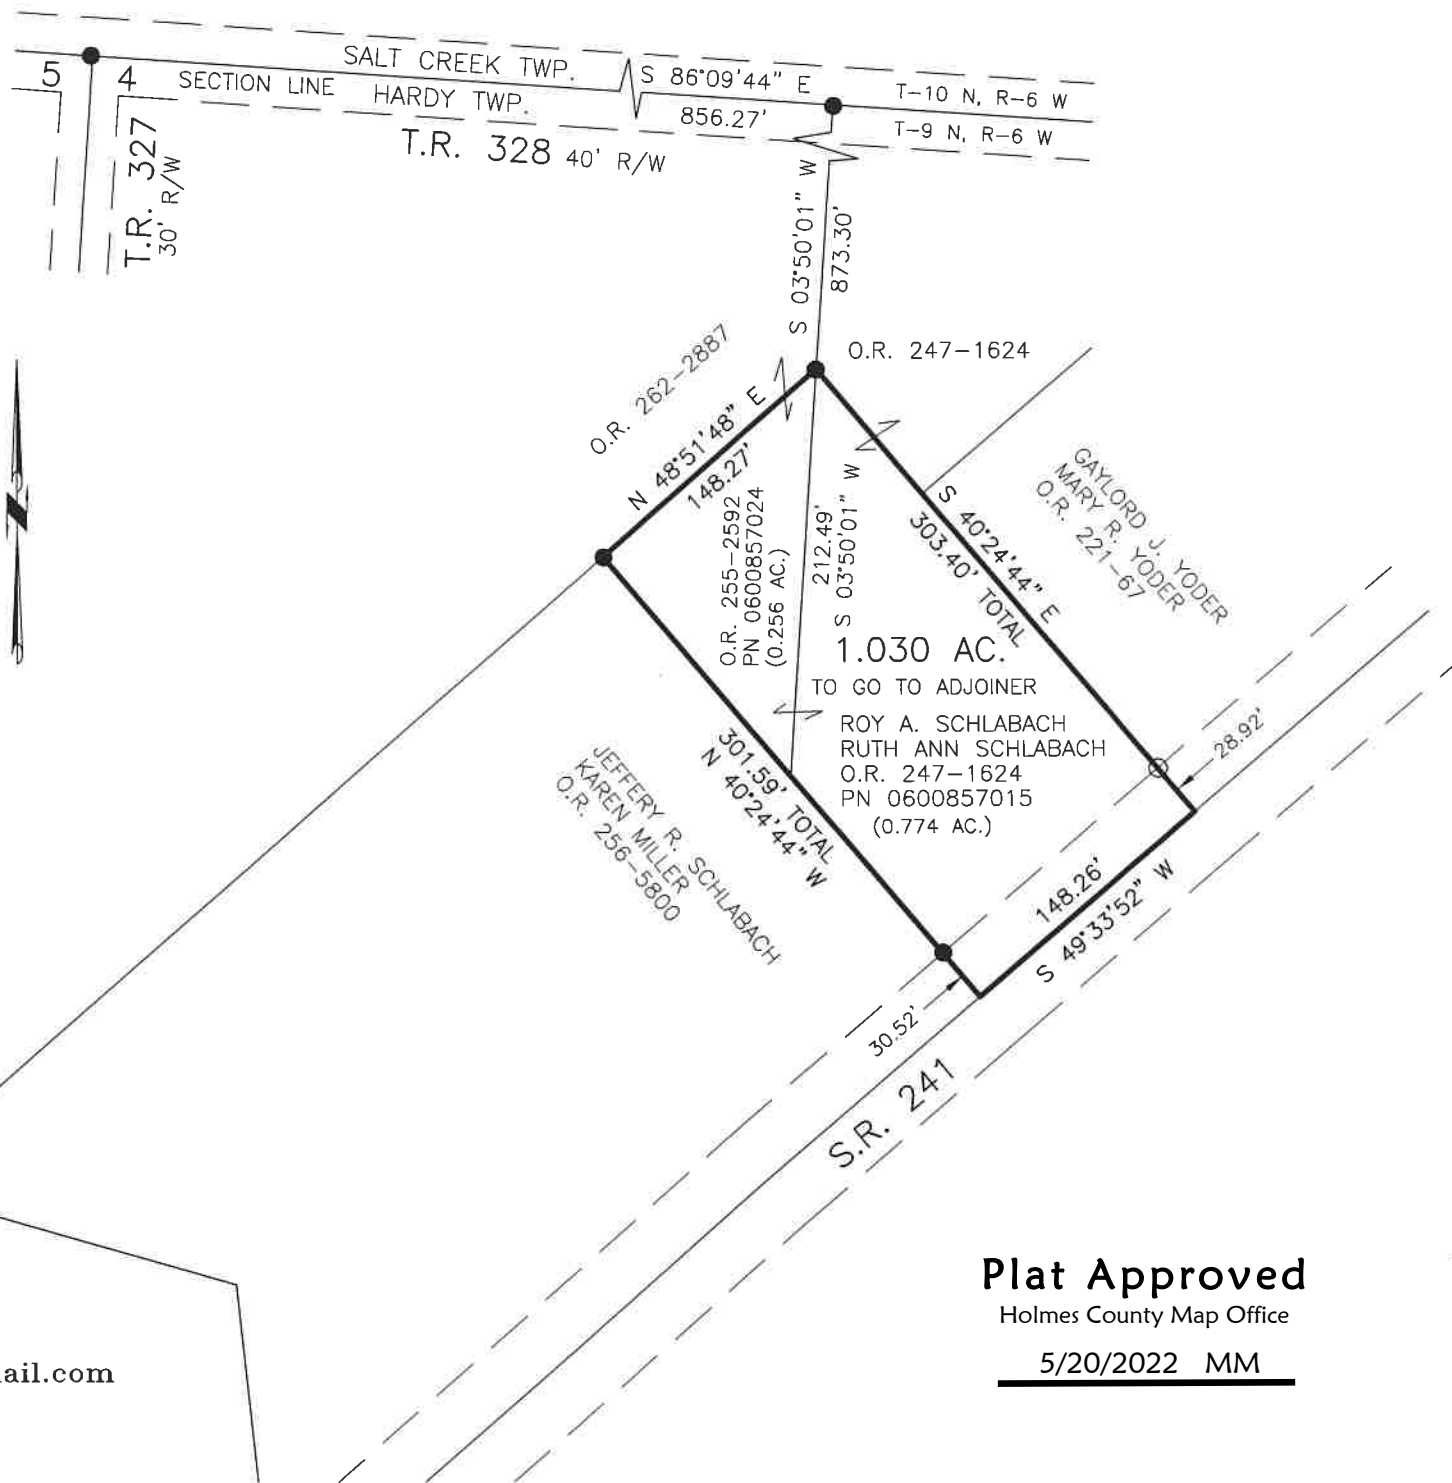 SALT CREEK TWP.
5
4
SECTION LINE
HARDY TWP.
S 86°09'44" E
856.27'
T-10 N, R-6 W
T-9 N, R-6 W
T.R. 328 40' R/W
T.R. 327
30' R/W
S 03°50'01" W
873.30'
O.R. 247-1624
O.R. 262-2887
N 48°51'48" E
148.27'
O.R. 255-2592
PN 0600857024
(0.256 AC.)
212.49'
S 03°50'01" W
S 40°24'44" E
303.40' TOTAL
GAYLORD J. YODER
MARY R. YODER
O.R. 221-67
1.030 AC.
TO GO TO ADJOINER
ROY A. SCHLABACH
RUTH ANN SCHLABACH
O.R. 247-1624
PN 0600857015
(0.774 AC.)
28.92'
301.59' TOTAL
N 40°24'44" W
JEFFERY R. SCHLABACH
KAREN MILLER
O.R. 256-5800
148.26'
S 49°33'52" W
30.52'
S.R. 241
Plat Approved
Holmes County Map Office
5/20/2022 MM
ail.com